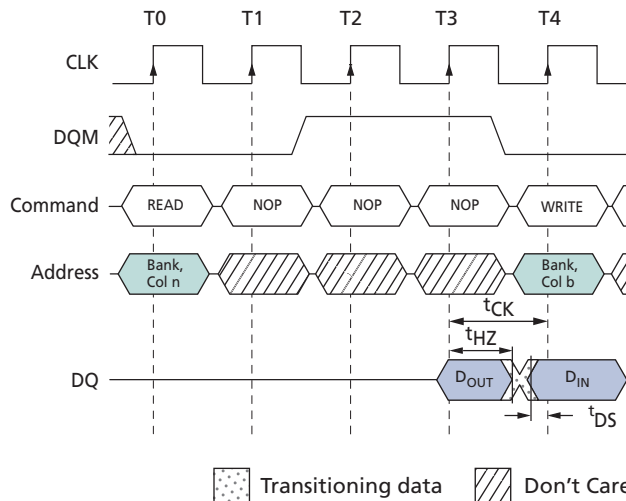 T0 T1 T2 T3 T4
CLK
DQM
Command READ NOP NOP NOP WRITE
Address Bank, Col n Bank, Col b
tCK
tHZ
DQ DOUT DIN
tDS
Transitioning data Don't Care